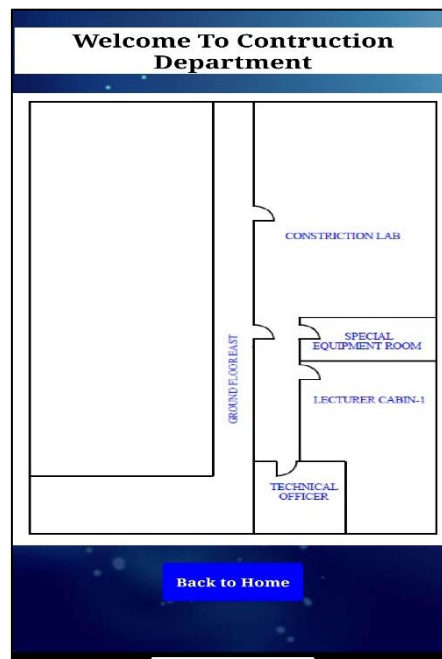 Welcome To Contruction
Department
CONSTRICTION LAB
SPECIAL
EQUIPMENT ROOM
GROUND FLOOR EAST
LECTURER CABIN-1
TECHNICAL
OFFICER
Back to Home